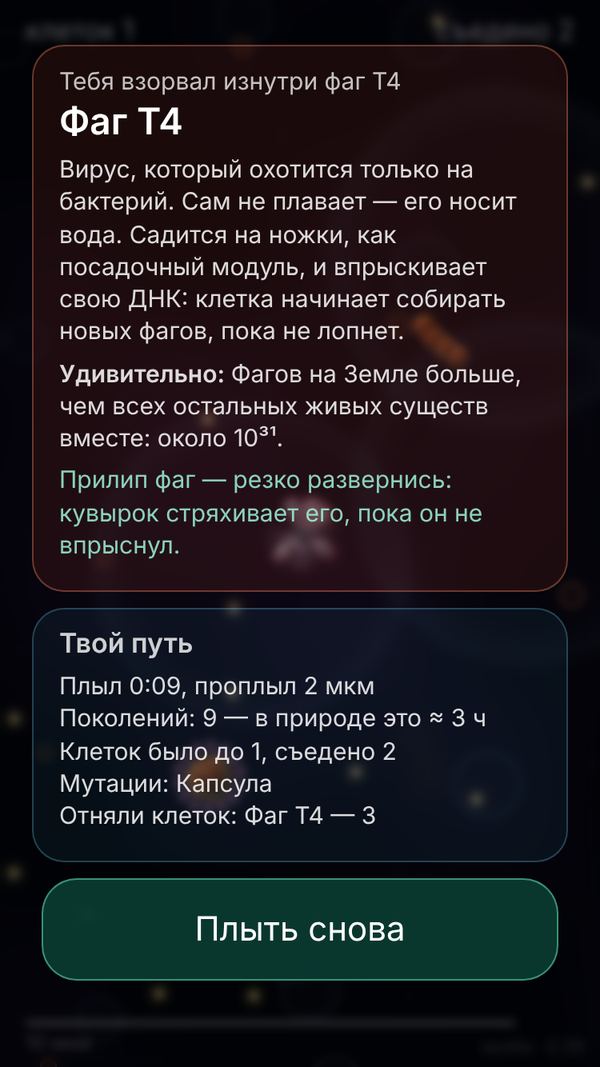 клеток 1
Съедено 2
Тебя взорвал изнутри фаг Т4
Фаг Т4
Вирус, который охотится только на
бактерий. Сам не плавает — его носит
вода. Садится на ножки, как
посадочный модуль, и впрыскивает
свою ДНК: клетка начинает собирать
новых фагов, пока не лопнет.
Удивительно: Фагов на Земле больше,
чем всех остальных живых существ
вместе: около 10³¹.
Прилип фаг — резко развернись:
кувырок стряхивает его, пока он не
впрыснул.
Твой путь
Плыл 0:09, проплыл 2 мкм
Поколений: 9 — в природе это ≈ 3 ч
Клеток было до 1, съедено 2
Мутации: Капсула
Отняли клеток: Фаг Т4 — 3
Плыть снова